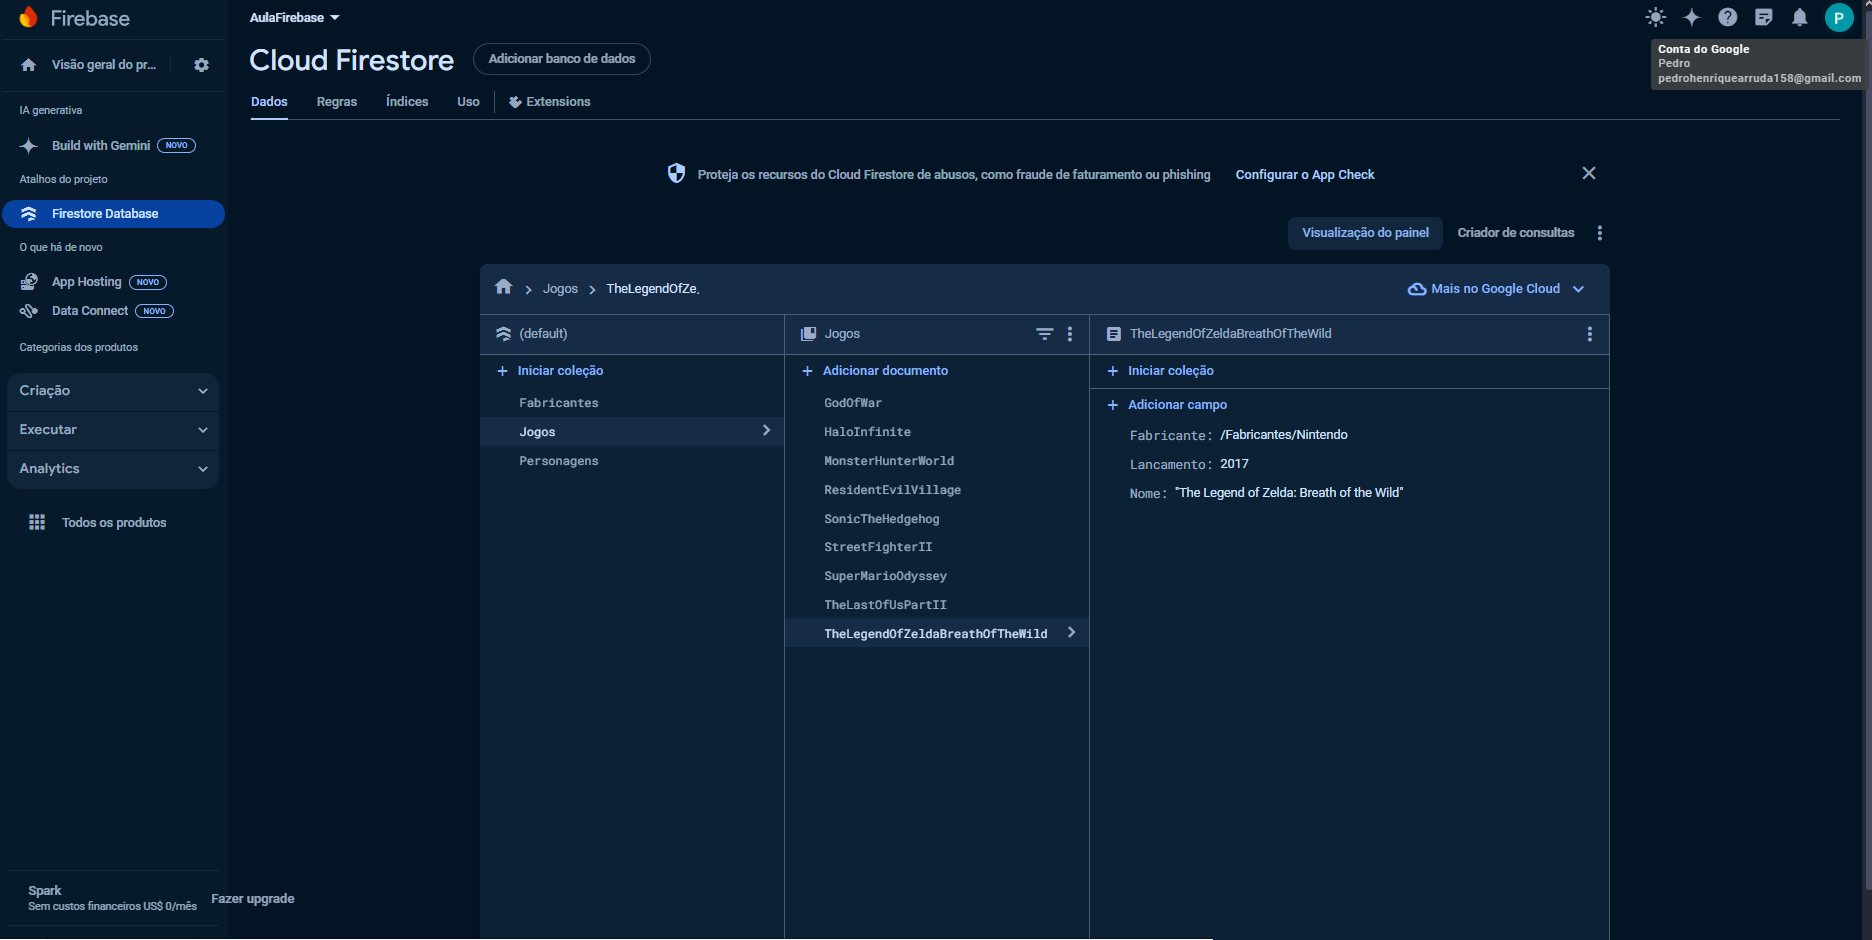 Firebase
Visão geral do pr...
IA generativa
Build with Gemini NOVO
Atalhos do projeto
Firestore Database
O que há de novo
App Hosting NOVO
Data Connect NOVO
Categorias dos produtos
Criação
Executar
Analytics
Todos os produtos
Spark
Sem custos financeiros US$ 0/mês
Fazer upgrade
AulaFirebase
Cloud Firestore
Adicionar banco de dados
Dados Regras Índices Uso Extensions
P
Conta do Google
Pedro
pedrohenriquearruda158@gmail.com
Proteja os recursos do Cloud Firestore de abusos, como fraude de faturamento ou phishing Configurar o App Check
Visualização do painel Criador de consultas
Jogos TheLegendOfZe.
Mais no Google Cloud
(default)
Iniciar coleção
Fabricantes
Jogos
Personagens
Jogos
Adicionar documento
GodOfWar
HaloInfinite
MonsterHunterWorld
ResidentEvilVillage
SonicTheHedgehog
StreetFighterII
SuperMarioOdyssey
TheLastOfUsPartII
TheLegendOfZeldaBreathOfTheWild
TheLegendOfZeldaBreathOfTheWild
Iniciar coleção
Adicionar campo
Fabricante: /Fabricantes/Nintendo
Lancamento: 2017
Nome: "The Legend of Zelda: Breath of the Wild"